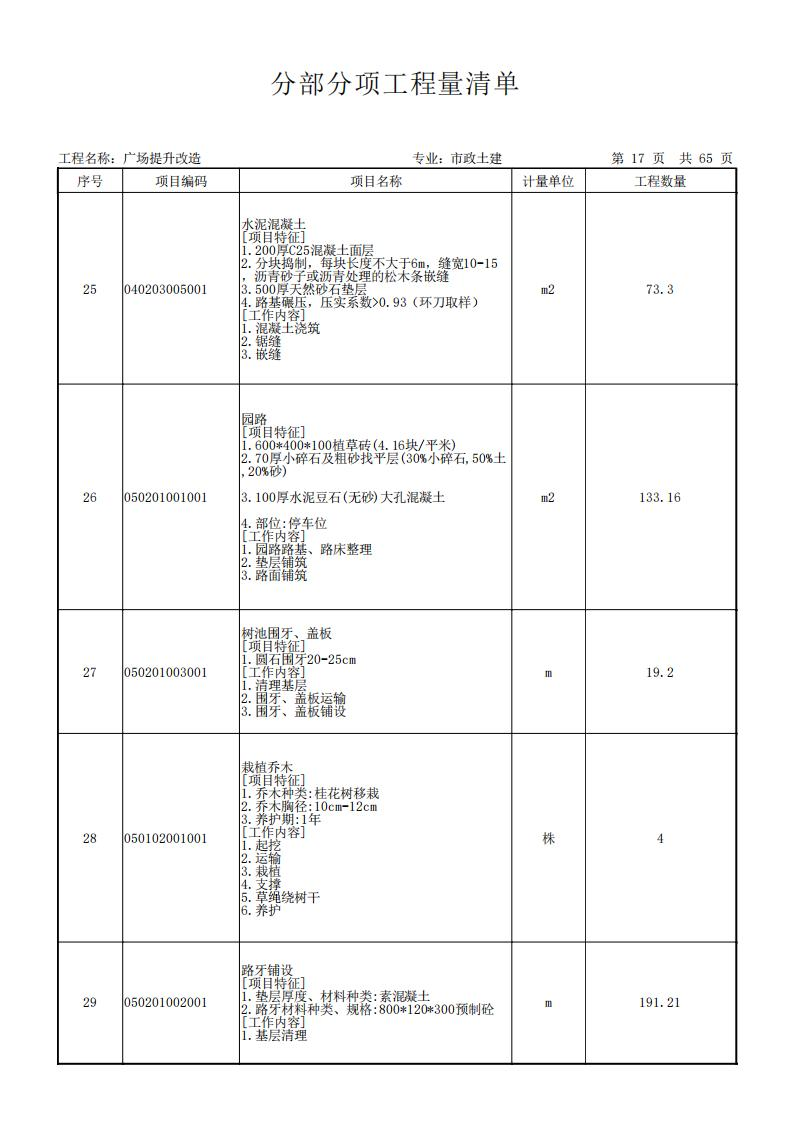 分部分项工程量清单
工程名称：广场提升改造 专业：市政土建 第 17 页 共 65 页
序号 项目编码 项目名称 计量单位 工程数量
水泥混凝土
[项目特征]
1.200厚C25混凝土面层
2.分块捣制，每块长度不大于6m，缝宽10-15
，沥青砂子或沥青处理的松木条嵌缝
25 040203005001 3.500厚天然砂石垫层 m2 73.3
4.路基碾压，压实系数>0.93（环刀取样）
[工作内容]
1.混凝土浇筑
2.锯缝
3.嵌缝
园路
[项目特征]
1.600*400*100植草砖(4.16块/平米)
2.70厚小碎石及粗砂找平层(30%小碎石,50%土
,20%砂)
26 050201001001 3.100厚水泥豆石(无砂)大孔混凝土 m2 133.16
4.部位:停车位
[工作内容]
1.园路路基、路床整理
2.垫层铺筑
3.路面铺筑
树池围牙、盖板
[项目特征]
1.圆石围牙20-25cm
27 050201003001 [工作内容] m 19.2
1.清理基层
2.围牙、盖板运输
3.围牙、盖板铺设
栽植乔木
[项目特征]
1.乔木种类:桂花树移栽
2.乔木胸径:10cm-12cm
3.养护期:1年
[工作内容]
28 050102001001 1.起挖 株 4
2.运输
3.栽植
4.支撑
5.草绳绕树干
6.养护
路牙铺设
[项目特征]
1.垫层厚度、材料种类:素混凝土
29 050201002001 2.路牙材料种类、规格:800*120*300预制砼 m 191.21
[工作内容]
1.基层清理